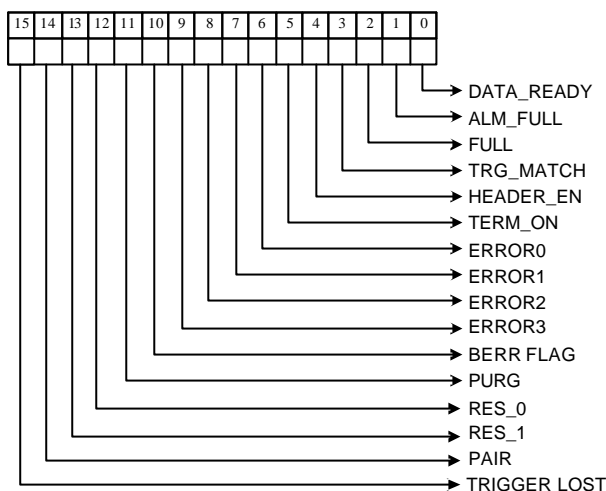 15 14 13 12 11 10 9 8 7 6 5 4 3 2 1 0
DATA_READY
ALM_FULL
FULL
TRG_MATCH
HEADER_EN
TERM_ON
ERROR0
ERROR1
ERROR2
ERROR3
BERR FLAG
PURG
RES_0
RES_1
PAIR
TRIGGER LOST